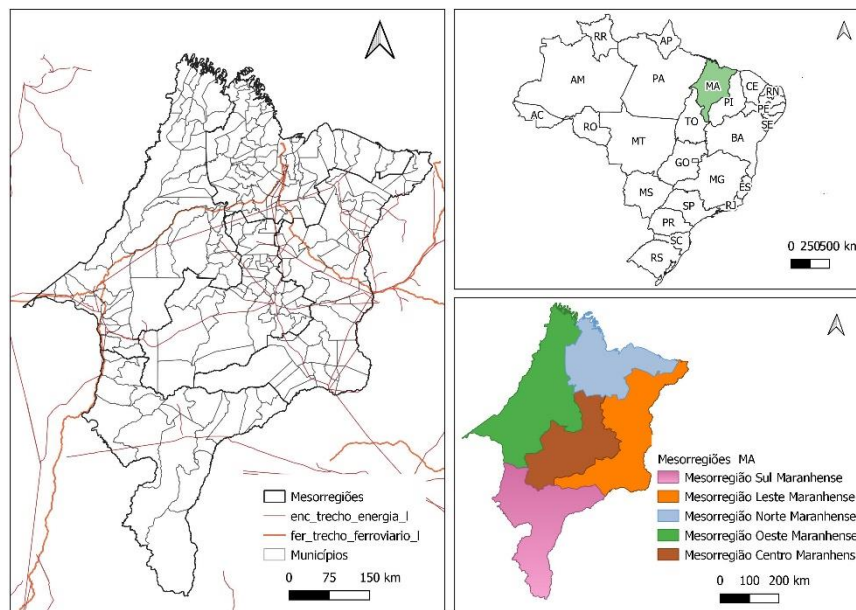 Mesorregiões
enc_trecho_energia_l
fer_trecho_ferroviario_l
Municípios
0 75 150 km
RR
AP
AM
PA
MA
CE
RN
PI
PE
AC
TO
SE
RO
BA
MT
GO
MG
MS
ES
SP
RJ
PR
SC
RS
0 250500 km
Mesorregiões MA
Mesorregião Sul Maranhense
Mesorregião Leste Maranhense
Mesorregião Norte Maranhense
Mesorregião Oeste Maranhense
Mesorregião Centro Maranhense
0 100 200 km